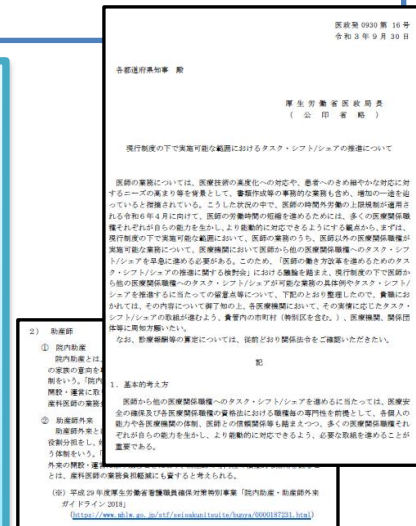 医政発 0930 第 16 号
令和 3 年 9 月 30 日
各都道府県知事 殿
厚生労働省医政局長
( 公 印 省 略 )
現行制度の下で実施可能な範囲におけるタスク・シフト/シェアの推進について
医師の業務については、医療技術の高度化への対応や、患者へのきめ細やかな対応に対
するニーズの高まり等を背景として、書類作成等の事務的な業務も含め、増加の一途を辿
っていると指摘されている。こうした状況の中で、医師の時間外労働の上限規制が適用さ
れる令和 6 年 4 月に向けて、医師の労働時間の短縮を進めるためには、多くの医療関係職
種それぞれが自らの能力を生かし、より能動的に対応できるようにする観点から、まずは、
現行制度の下で実施可能な範囲において、医師の業務のうち、医師以外の医療関係職種が
実施可能な業務について、医療機関において医師から他の医療関係職種へのタスク・シフ
ト/シェアを早急に進める必要がある。このため、「医師の働き方改革を進めるためのタス
ク・シフト/シェアの推進に関する検討会」における議論を踏まえ、現行制度の下で医師か
ら他の医療関係職種へのタスク・シフト/シェアが可能な業務の具体例やタスク・シフト/
シェアを推進するに当たっての留意点等について、下記のとおり整理したので、貴職にお
かれては、その内容について御了知の上、各医療機関において、その実情に応じたタスク・
シフト/シェアの取組が進むよう、貴管内の市町村(特別区を含む。)、医療機関、関係団
体等に周知方願いたい。
なお、診療報酬等の算定については、従前どおり関係法令をご確認いただきたい。
記
1．基本的考え方
医師から他の医療関係職種へのタスク・シフト/シェアを進めるに当たっては、医療安
全の確保及び各医療関係職種の資格法における職種毎の専門性を前提として、各個人の
能力や各医療機関の体制、医師との信頼関係等も踏まえつつ、多くの医療関係職種それ
ぞれが自らの能力を生かし、より能動的に対応できるよう、必要な取組を進めることが
重要である。
2） 助産師
① 院内助産
院内助産とは、
の家族の意向を
制をいう。「院内
開設・運営に取り
産科医師の業務
② 助産師外来
助産師外来と
役割分担をし、
う体制をいう。
外来の開設・運営
とは、産科医師の業務負担軽減にも資すると考えられる。
(※) 平成 29 年度厚生労働省看護職員確保対策特別事業「院内助産・助産師外来
ガイドライン 2018」
(https://www.mhlw.go.jp/stf/seisakunitsuite/bunya/0000187231.html)